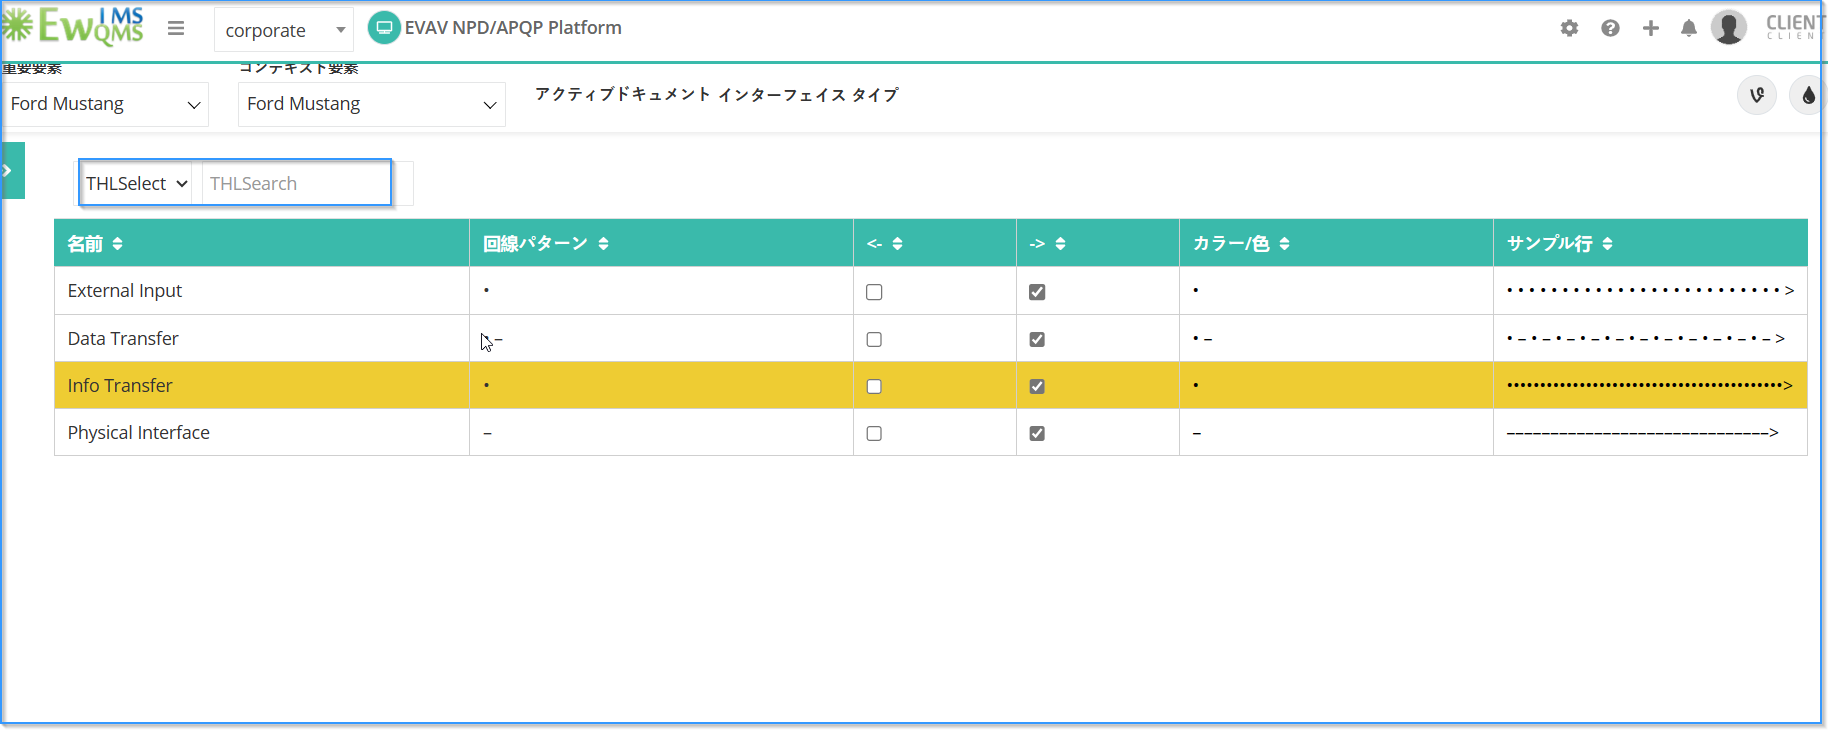 EwQMS IMS
corporate
EVAV NPD/APQP Platform
CLIENT
CLIENT
重要要素
コンテキスト要素
Ford Mustang
Ford Mustang
アクティブドキュメント インターフェイス タイプ
THLSelect THLSearch
名前 回線パターン <- -> カラー/色 サンプル行
External Input • • • • • • • • • • • • • • • • • • • • • • • • • • • >
Data Transfer – • – • – • – • – • – • – • – • – • – • – • – • – >
Info Transfer • • ••••••••••••••••••••••••••••••••••••••••••>
Physical Interface – – ––––––––––––––––––––––––––––––>